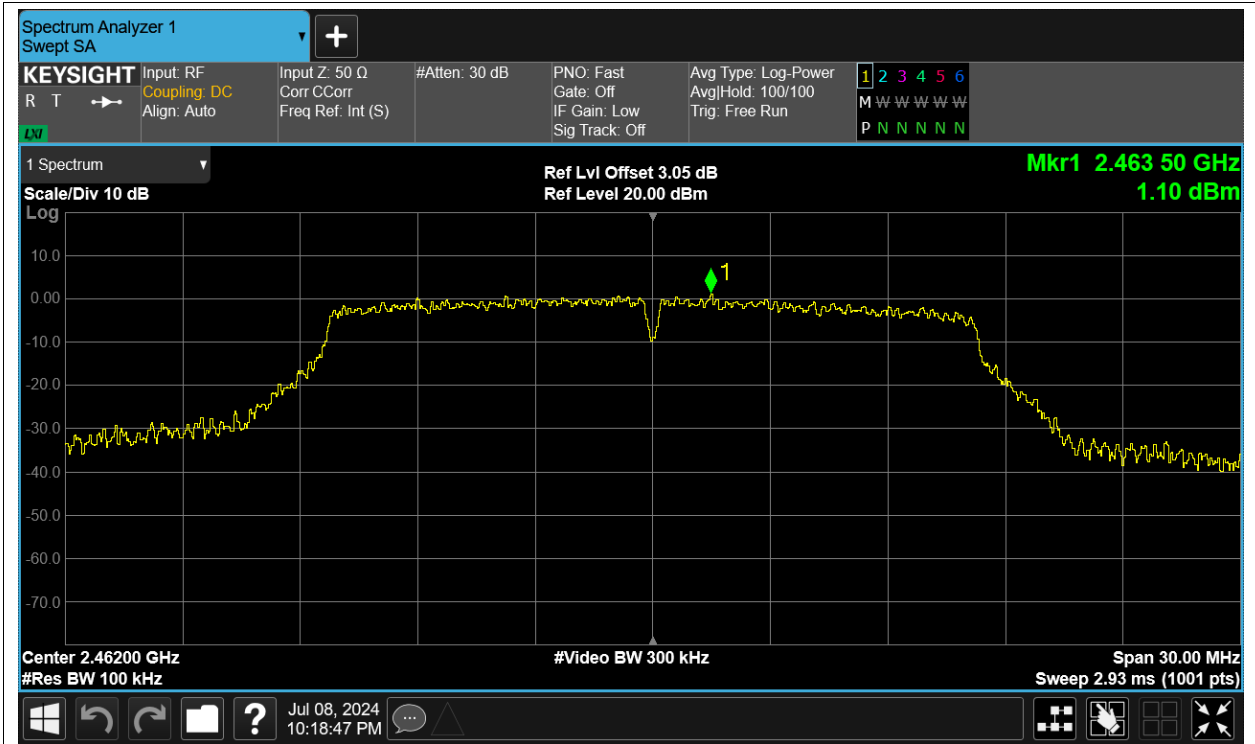 Spectrum Analyzer 1
Swept SA
KEYSIGHT
R T
LXI
Input: RF
Coupling: DC
Align: Auto
Input Z: 50 Ω
Corr CCorr
Freq Ref: Int (S)
#Atten: 30 dB
PNO: Fast
Gate: Off
IF Gain: Low
Sig Track: Off
Avg Type: Log-Power
Avg|Hold: 100/100
Trig: Free Run
1 2 3 4 5 6
M W W W W W
P N N N N N
1 Spectrum
Scale/Div 10 dB
Log
Ref Lvl Offset 3.05 dB
Ref Level 20.00 dBm
Mkr1 2.463 50 GHz
1.10 dBm
10.0
0.00
-10.0
-20.0
-30.0
-40.0
-50.0
-60.0
-70.0
1
Center 2.46200 GHz
#Res BW 100 kHz
#Video BW 300 kHz
Span 30.00 MHz
Sweep 2.93 ms (1001 pts)
?
Jul 08, 2024
10:18:47 PM